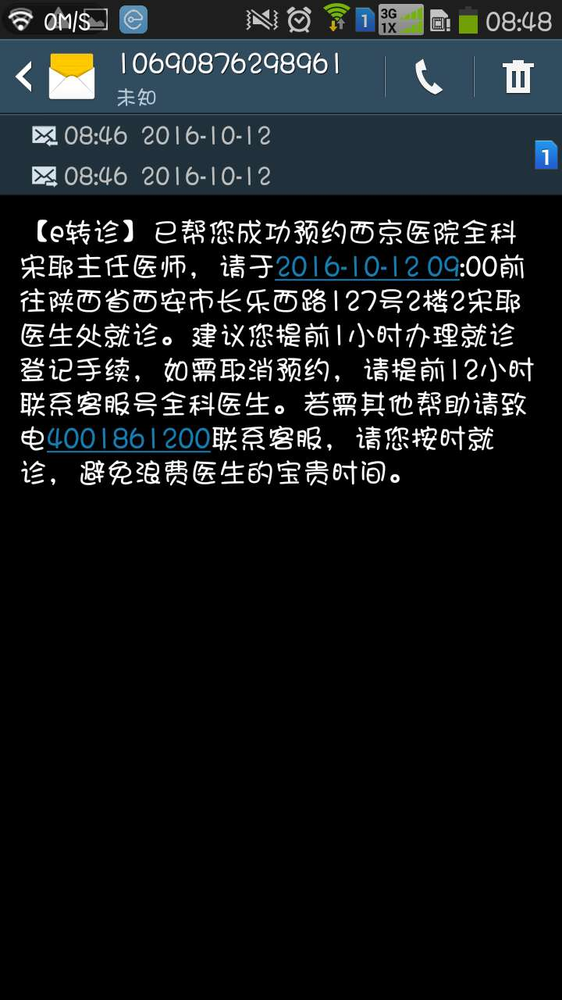 0M/S
1
3G
1X
08:48
1069087629896​1
未知
08:46 2016-10-12
1
08:46 2016-10-12
【e转诊】已帮您成功预约西京医院全科
宋耶主任医师，请于2016-10-12 09:00前
往陕西省西安市长乐西路127号2楼2宋耶
医生处就诊。建议您提前1小时办理就诊
登记手续，如需取消预约，请提前12小时
联系客服号全科医生。若需其他帮助请致
电4001861200联系客服，请您按时就
诊，避免浪费医生的宝贵时间。